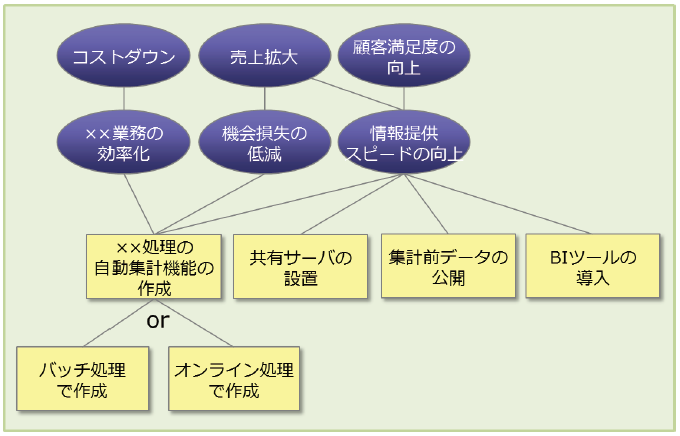 コストダウン
売上拡大
顧客満足度の
向上
××業務の
効率化
機会損失の
低減
情報提供
スピードの向上
××処理の
自動集計機能の
作成
共有サーバの
設置
集計前データの
公開
BIツールの
導入
or
バッチ処理
で作成
オンライン処理
で作成